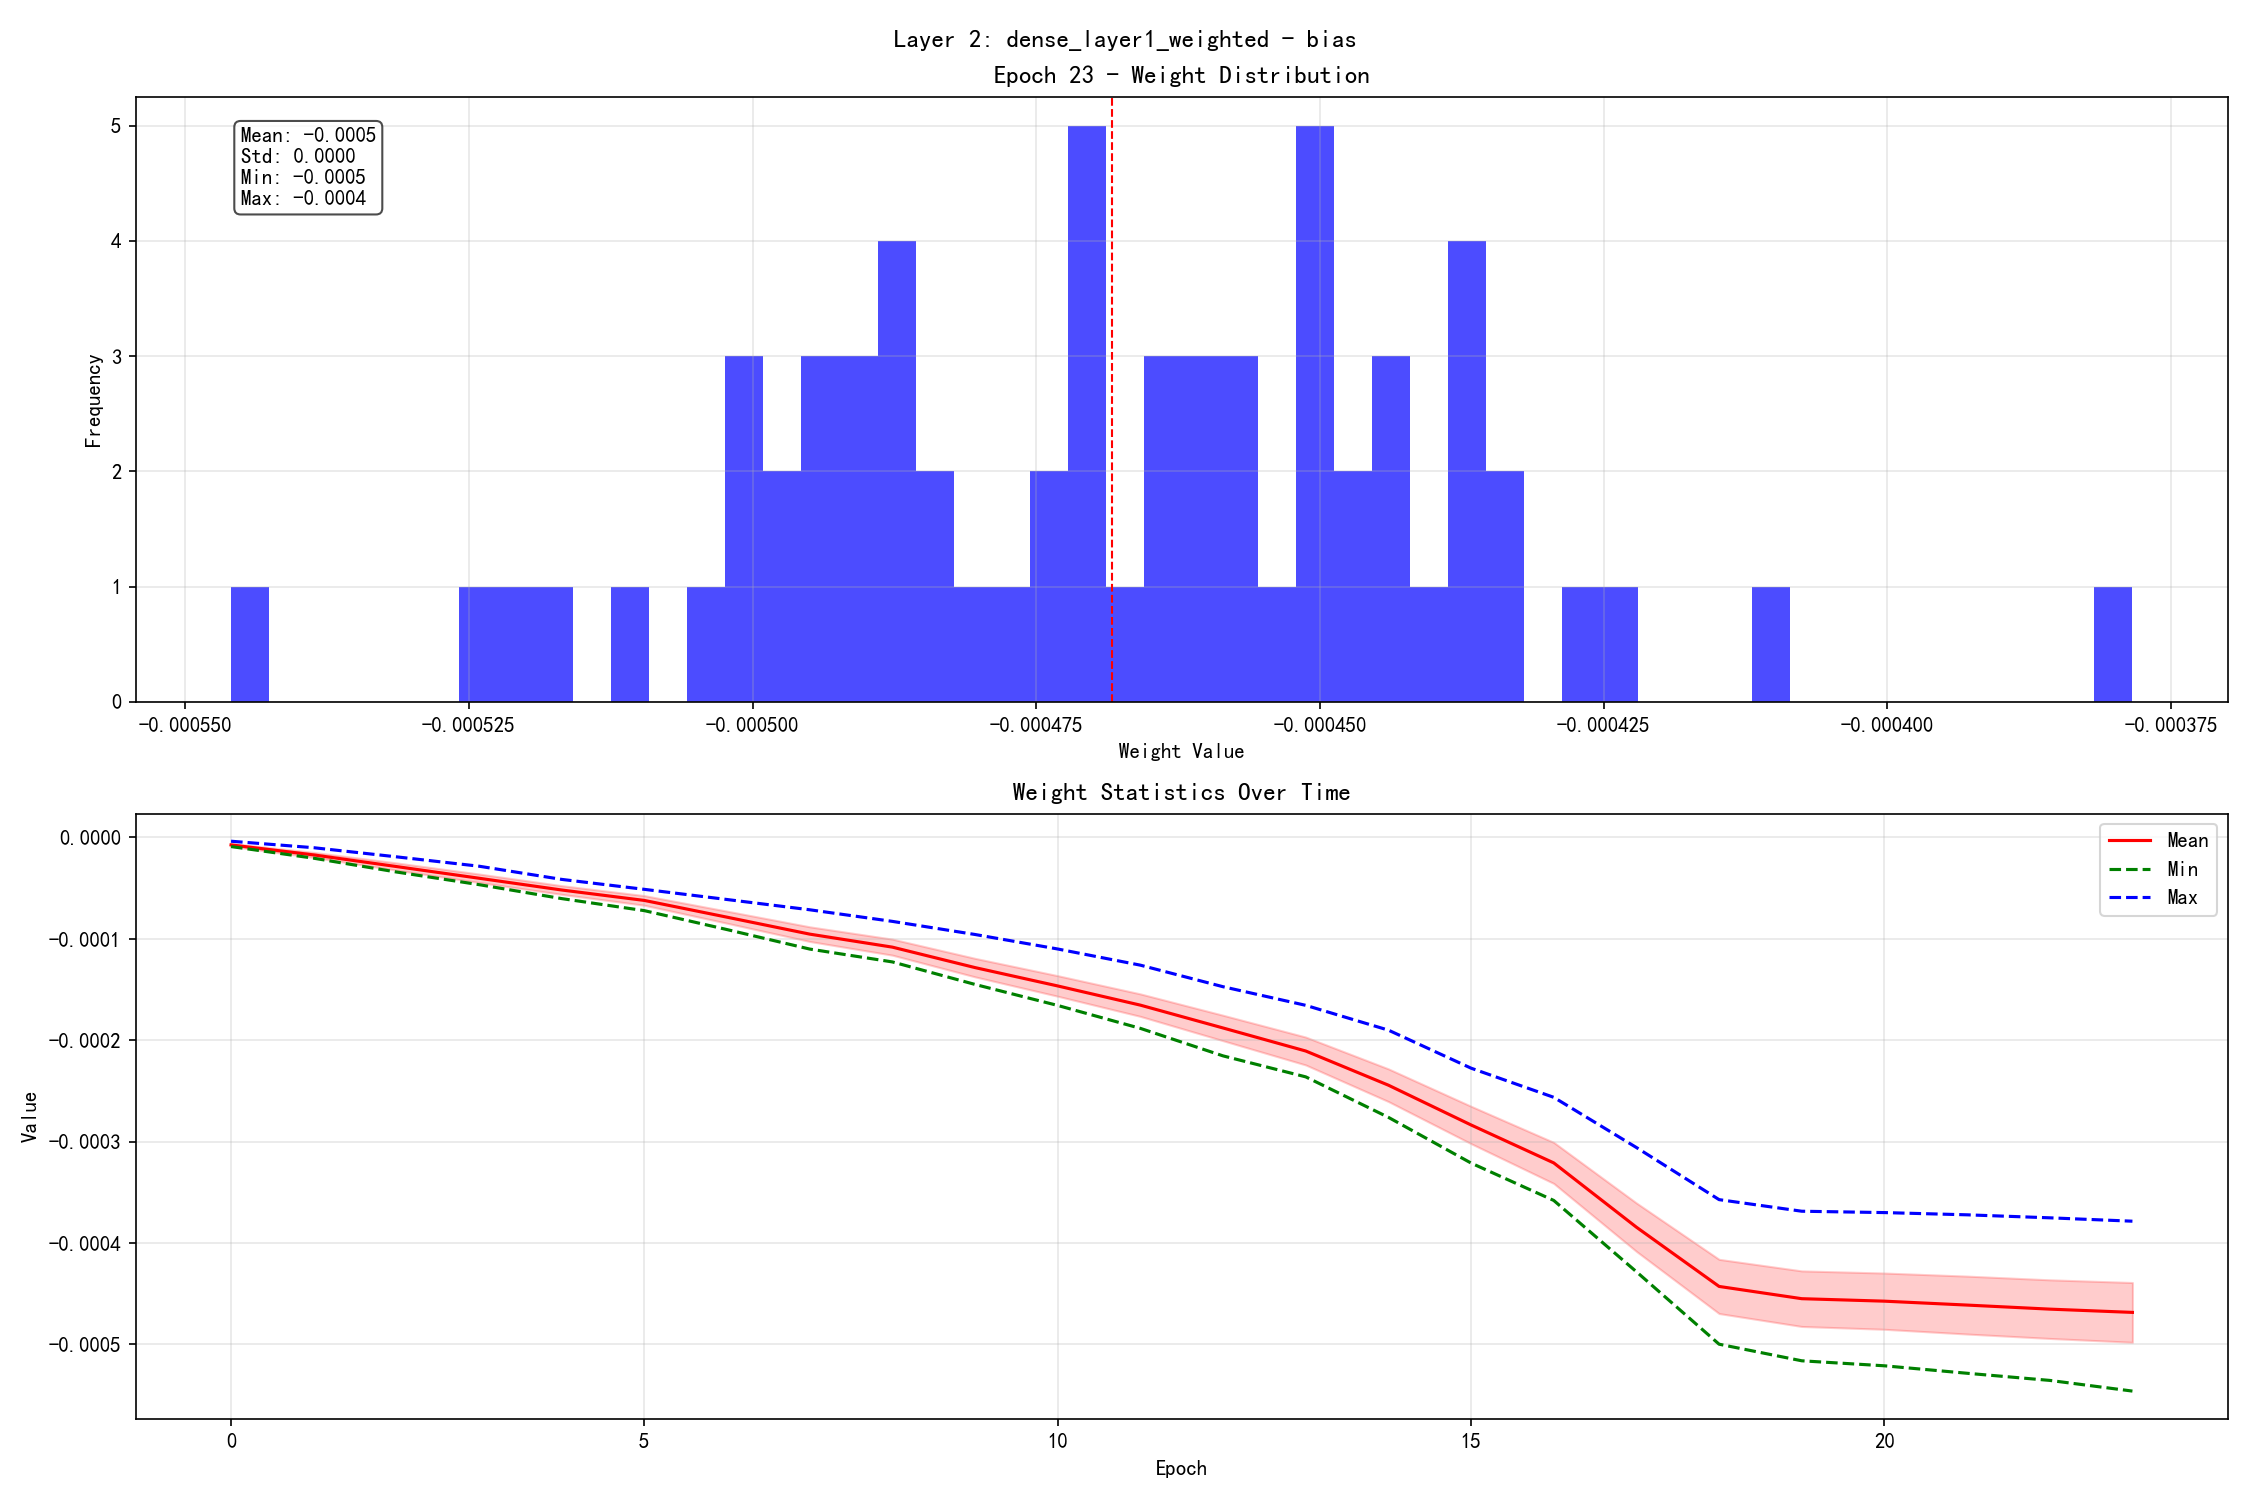 Layer 2: dense_layer1_weighted - bias
Epoch 23 - Weight Distribution
Mean: -0.0005
Std: 0.0000
Min: -0.0005
Max: -0.0004
5
4
3
2
1
0
Frequency
-0.000550 -0.000525 -0.000500 -0.000475 -0.000450 -0.000425 -0.000400 -0.000375
Weight Value
Weight Statistics Over Time
0.0000
-0.0001
-0.0002
-0.0003
-0.0004
-0.0005
Value
Mean
Min
Max
0 5 10 15 20
Epoch